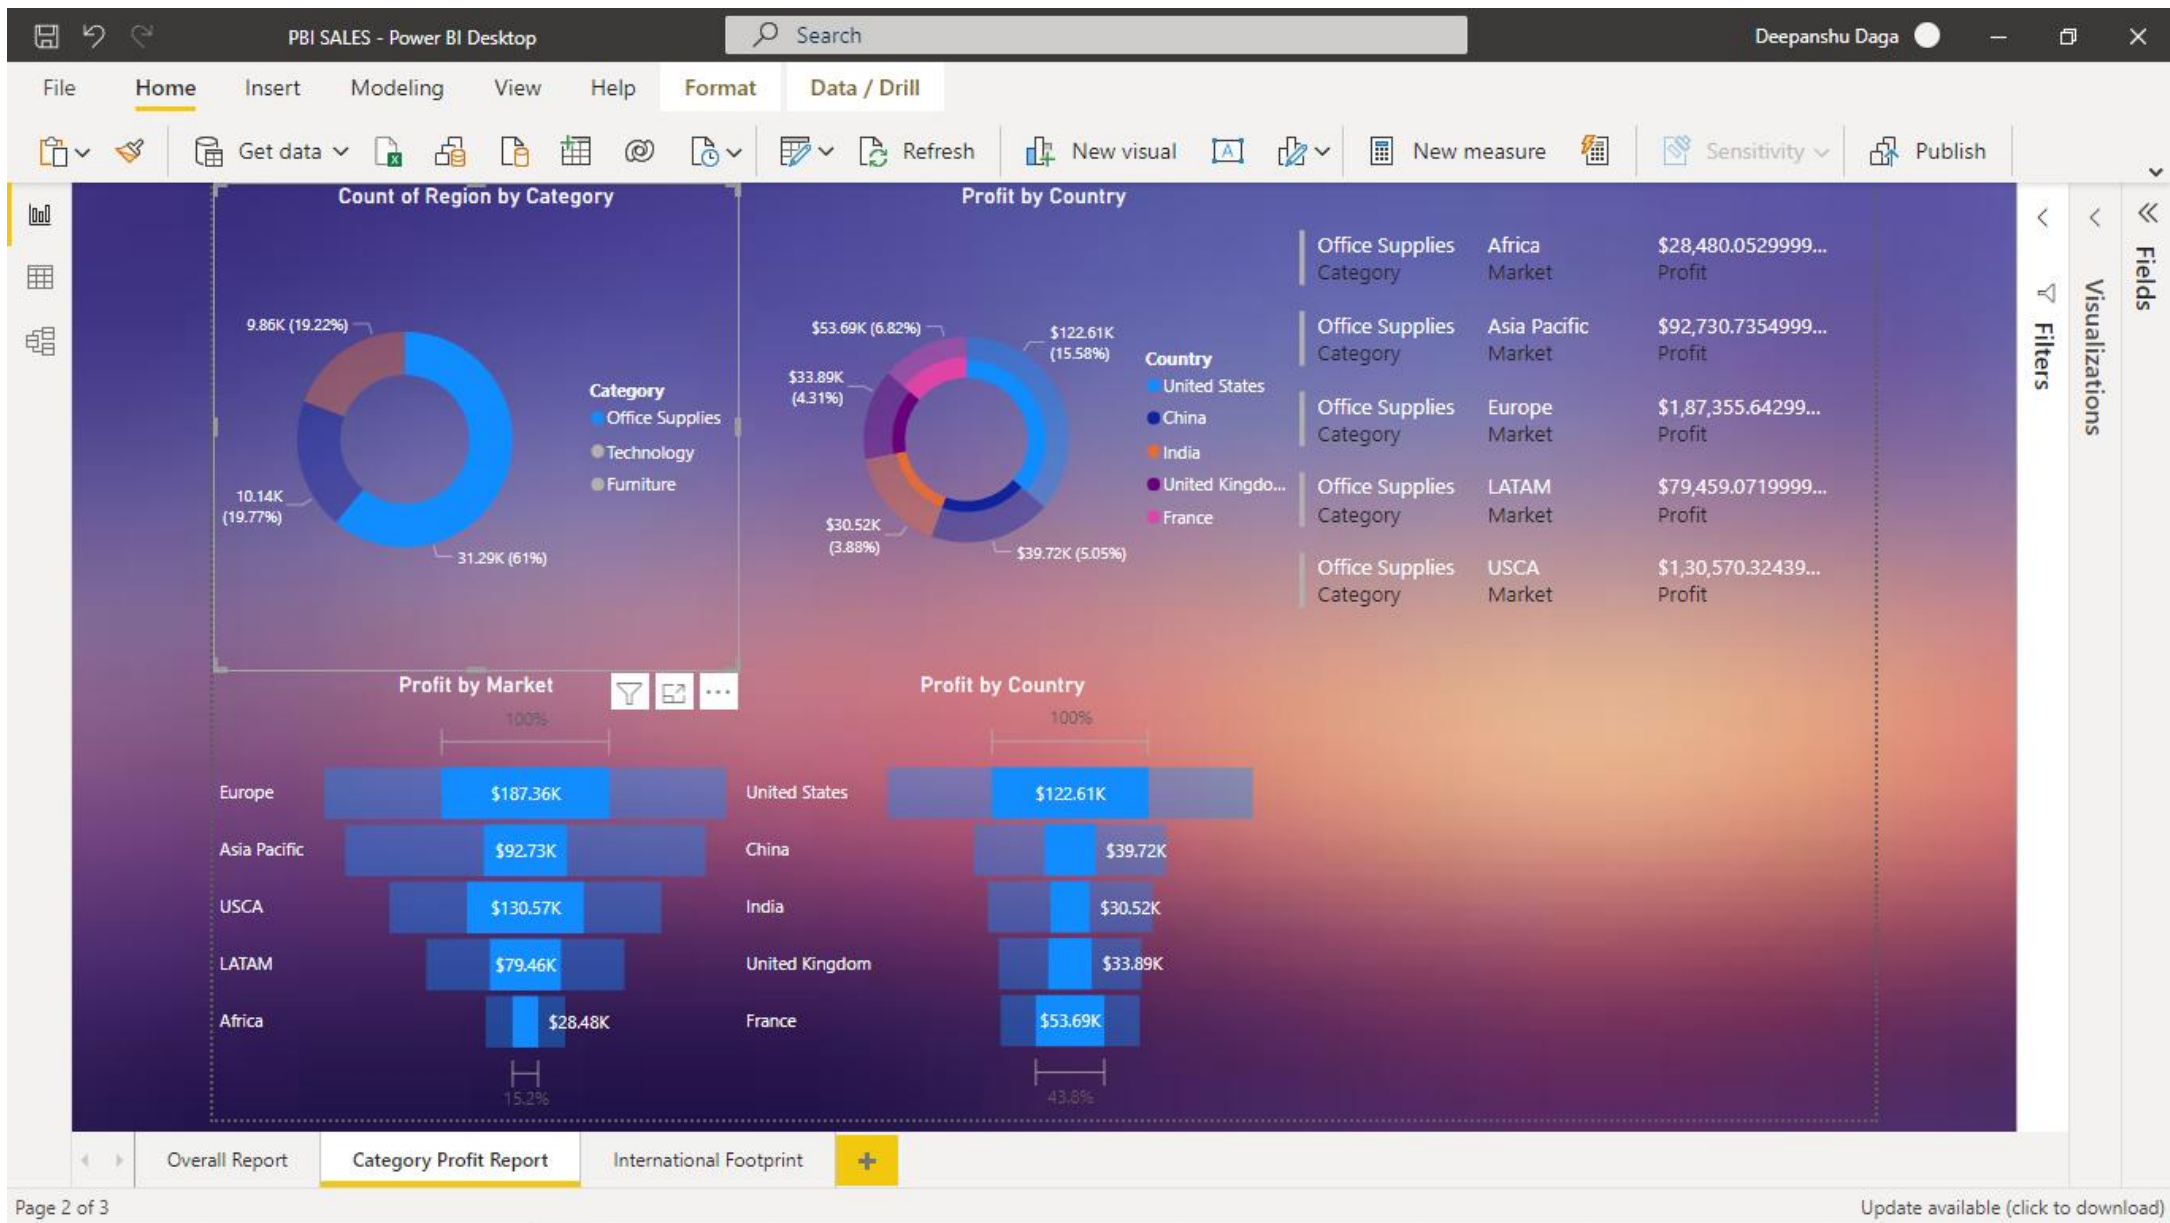 PBI SALES - Power BI Desktop
Search
Deepanshu Daga
File Home Insert Modeling View Help Format Data / Drill
Get data Refresh New visual New measure Sensitivity Publish
Count of Region by Category
9.86K (19.22%)
10.14K
(19.77%)
31.29K (61%)
Category
Office Supplies
Technology
Furniture
Profit by Country
$53.69K (6.82%)
$122.61K
(15.58%)
$33.89K
(4.31%)
$30.52K
(3.88%)
$39.72K (5.05%)
Country
United States
China
India
United Kingdo...
France
Office Supplies Africa $28,480.0529999...
Category Market Profit
Office Supplies Asia Pacific $92,730.7354999...
Category Market Profit
Office Supplies Europe $1,87,355.64299...
Category Market Profit
Office Supplies LATAM $79,459.0719999...
Category Market Profit
Office Supplies USCA $1,30,570.32439...
Category Market Profit
Filters
Visualizations
Fields
Profit by Market
100%
Europe $187.36K
Asia Pacific $92.73K
USCA $130.57K
LATAM $79.46K
Africa $28.48K
15.2%
Profit by Country
100%
United States $122.61K
China $39.72K
India $30.52K
United Kingdom $33.89K
France $53.69K
43.8%
Overall Report Category Profit Report International Footprint
Page 2 of 3
Update available (click to download)